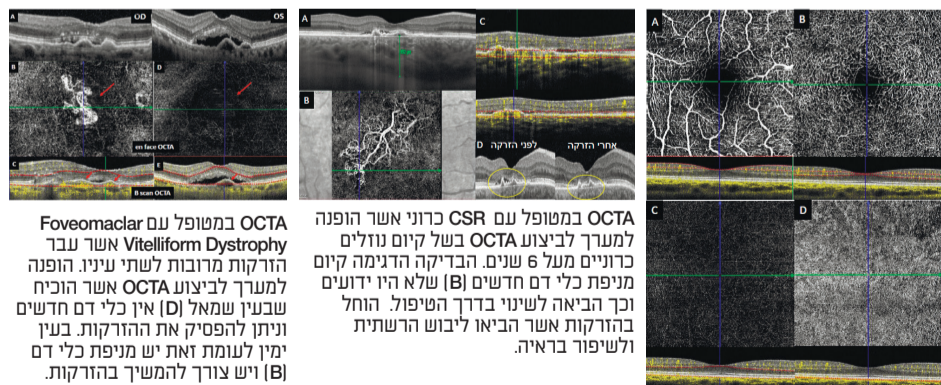 A
OD
OS
B
D
en face OCTA
C
E
B scan OCTA
OCTA במטופל עם Foveomaclar
Vitelliform Dystrophy אשר עבר
הזרקות מרובות לשתי עיניו. הופנה
למערך לביצוע OCTA אשר הוכיח
שבעין שמאל (D) אין כלי דם חדשים
וניתן להפסיק את ההזרקות. בעין
ימין לעומת זאת יש מניפת כלי דם
(B) ויש צורך להמשיך בהזרקות.
A
C
B
D
לפני הזרקה
אחרי הזרקה
OCTA במטופל עם CSR כרוני אשר הופנה
למערך לביצוע OCTA בשל קיום נוזלים
כרוניים מעל 6 שנים. הבדיקה הדגימה קיום
מניפת כלי דם חדשים (B) שלא היו ידועים
וכך הביאה לשינוי בדרך הטיפול. הוחל
בהזרקות אשר הביאו ליבוש הרשתית
ולשיפור בראיה.
A
B
C
D